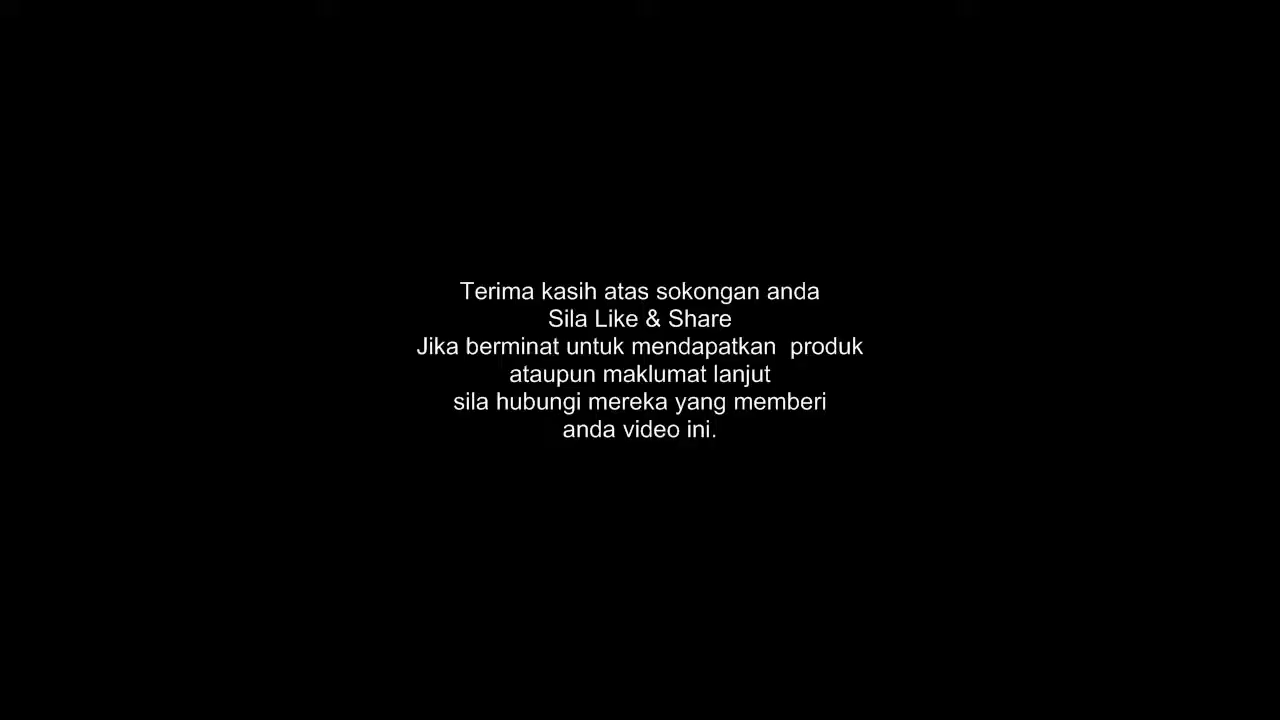 Terima kasih atas sokongan anda
Sila Like & Share
Jika berminat untuk mendapatkan  produk
ataupun maklumat lanjut
sila hubungi mereka yang memberi
anda video ini.